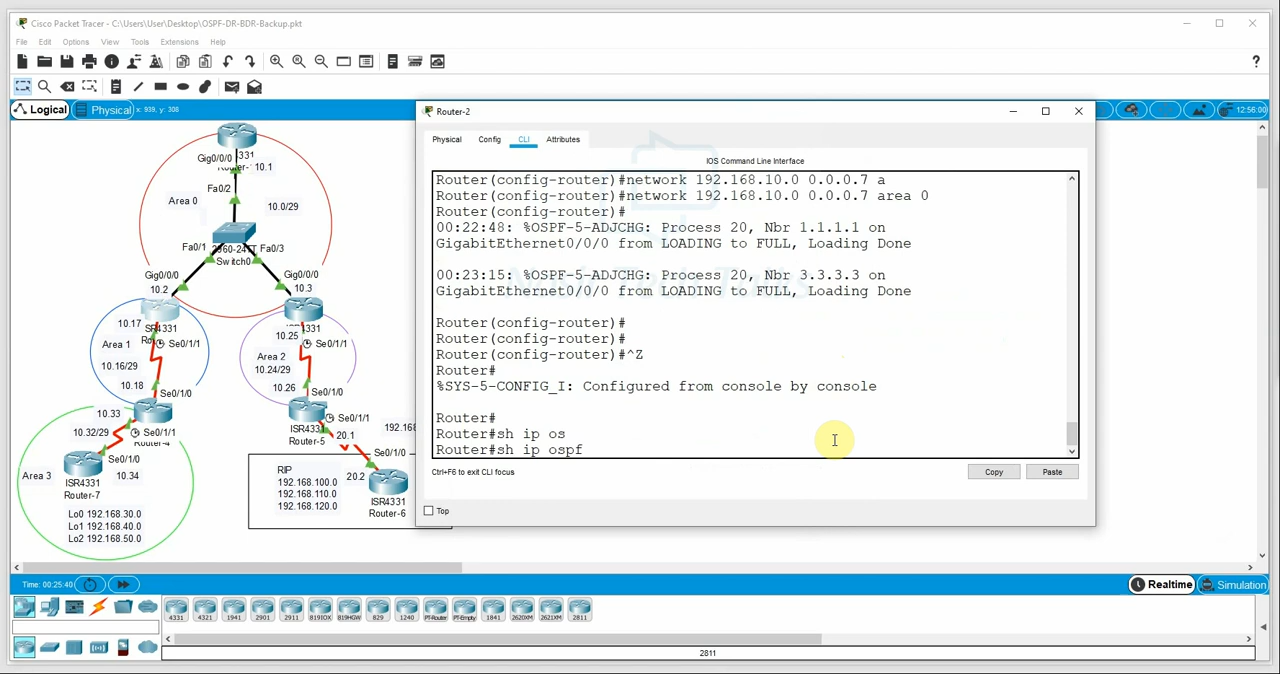 Cisco Packet Tracer - C:\Users\User\Desktop\OSPF-DR-BDR-Backup.pkt
File Edit Options View Tools Extensions Help
Logical Physical x: 939, y: 308 12:56:00
Gig0/0/0
331
10.1
Fa0/2
Area 0
10.0/29
Fa0/1 2960-24TT Fa0/3
Switch0
Gig0/0/0 Gig0/0/0
10.2 10.3
10.17
Area 1
Se0/1/1
10.16/29
10.18
Se0/1/0
10.25
Se0/1/1
Area 2
10.24/29
10.26
Se0/1/0
10.33
10.32/29
Se0/1/1
Router-4
Area 3
10.34
ISR4331
Router-7
Lo0 192.168.30.0
Lo1 192.168.40.0
Lo2 192.168.50.0
Router-5
Se0/1/1
20.1
Se0/1/0
20.2
RIP
192.168.100.0
192.168.110.0
192.168.120.0
ISR4331
Router-6
Router-2
Physical Config CLI Attributes
IOS Command Line Interface
Router(config-router)#network 192.168.10.0 0.0.0.7 a
Router(config-router)#network 192.168.10.0 0.0.0.7 area 0
Router(config-router)#
00:22:48: %OSPF-5-ADJCHG: Process 20, Nbr 1.1.1.1 on
GigabitEthernet0/0/0 from LOADING to FULL, Loading Done
00:23:15: %OSPF-5-ADJCHG: Process 20, Nbr 3.3.3.3 on
GigabitEthernet0/0/0 from LOADING to FULL, Loading Done
Router(config-router)#
Router(config-router)#
Router(config-router)#^Z
Router#
%SYS-5-CONFIG_I: Configured from console by console
Router#
Router#sh ip os
Router#sh ip ospf
Ctrl+F6 to exit CLI focus Copy Paste
Top
Time: 00:25:40 Realtime Simulation
4331 4321 1941 2901 2911 819IOX 819HGW 829 1240 PT-Router PT-Empty 1841 2620XM 2621XM 2811
2811